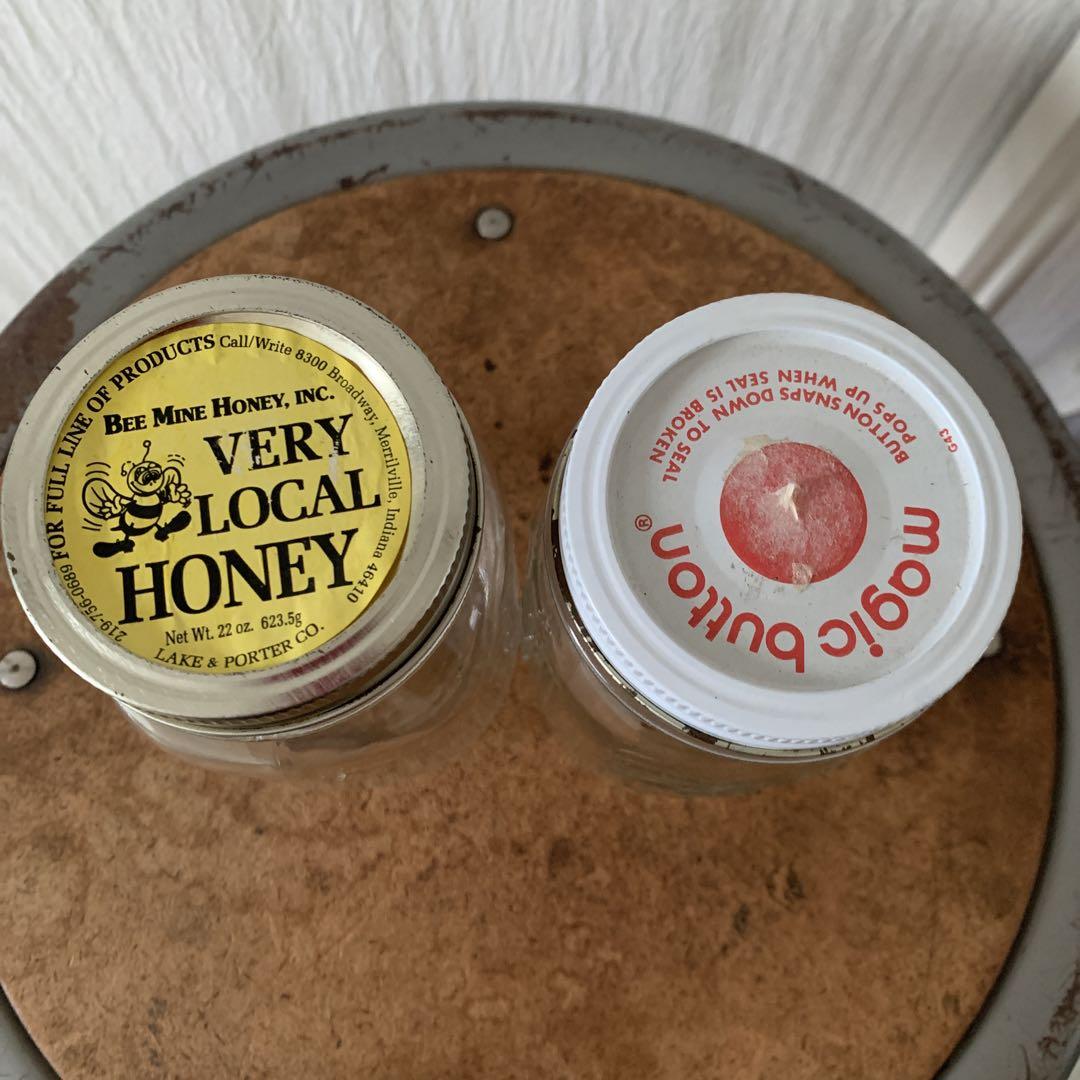 219-756-0689 FOR FULL LINE OF PRODUCTS Call/Write 8300 Broadway, Merrilville, Indiana 46410
BEE MINE HONEY, INC.
VERY
LOCAL
HONEY
Net Wt. 22 oz. 623.5g
LAKE & PORTER CO.
magic button®
BUTTON SNAPS DOWN TO SEAL
POPS UP WHEN SEAL IS BROKEN
G43